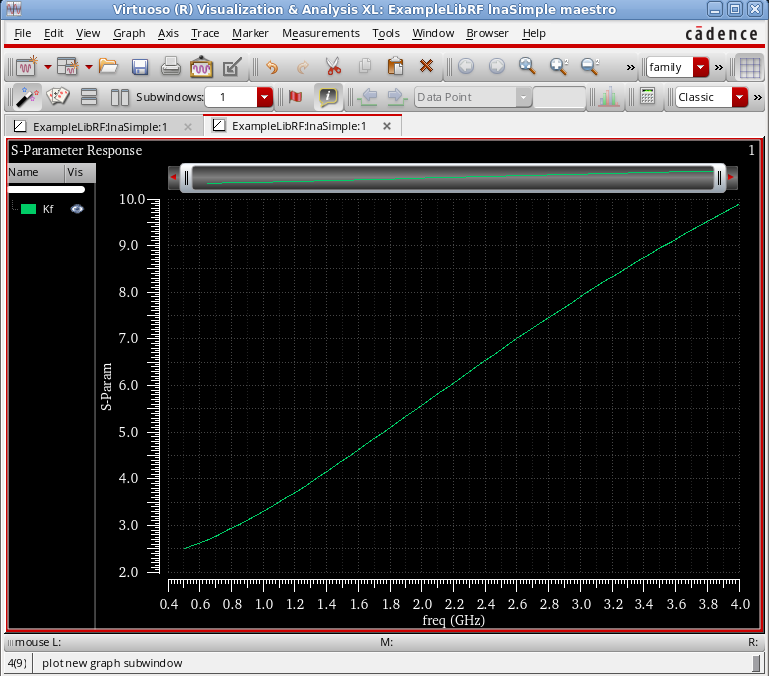 Virtuoso (R) Visualization & Analysis XL: ExampleLibRF lnaSimple maestro
File Edit View Graph Axis Trace Marker Measurements Tools Window Browser Help
cādence
» family »
Subwindows: 1 Data Point Classic »
ExampleLibRF:lnaSimple:1 ExampleLibRF:lnaSimple:1
S-Parameter Response 1
Name Vis
Kf
10.0
9.0
8.0
7.0
6.0
5.0
4.0
3.0
2.0
S-Param
0.4 0.6 0.8 1.0 1.2 1.4 1.6 1.8 2.0 2.2 2.4 2.6 2.8 3.0 3.2 3.4 3.6 3.8 4.0
freq (GHz)
mouse L: M: R:
4(9) plot new graph subwindow